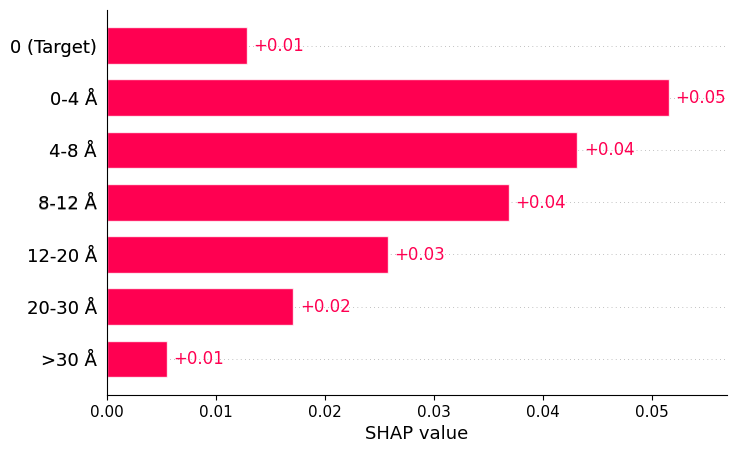 0 (Target) +0.01
0-4 Å +0.05
4-8 Å +0.04
8-12 Å +0.04
12-20 Å +0.03
20-30 Å +0.02
>30 Å +0.01
0.00 0.01 0.02 0.03 0.04 0.05
SHAP value